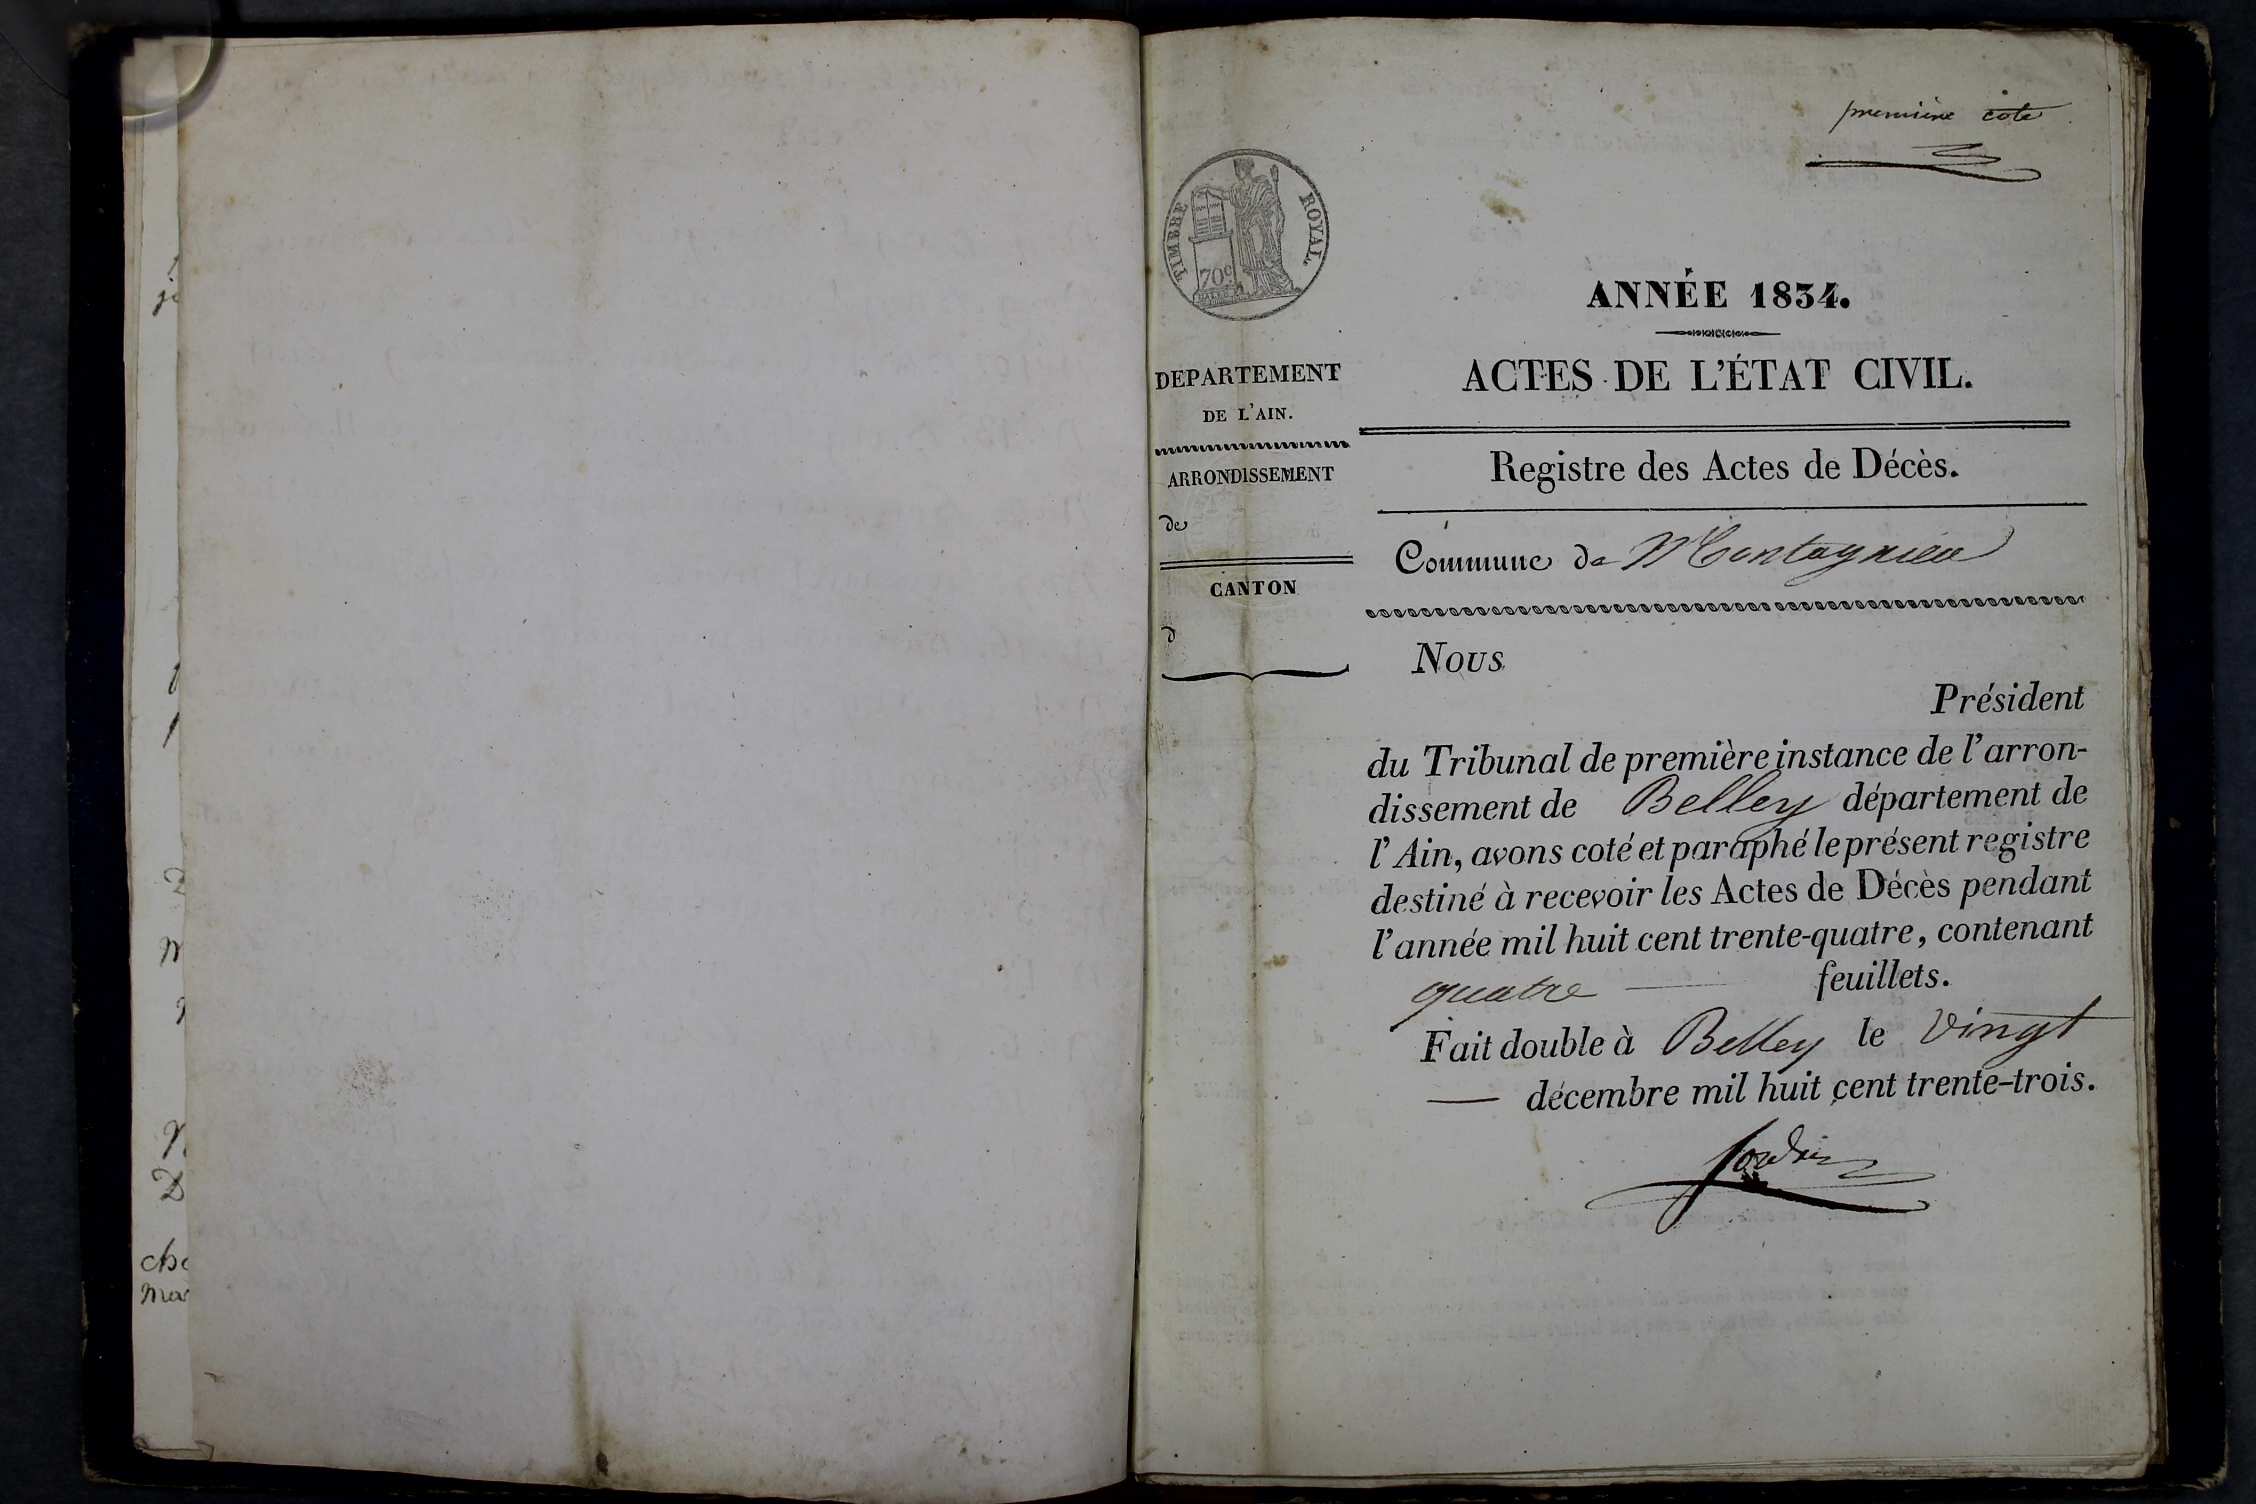 première cote
TIMBRE ROYAL
70c
ANNÉE 1834.
ACTES DE L'ÉTAT CIVIL.
Registre des Actes de Décès.
Commune de Montagnieu
DEPARTEMENT
DE L'AIN.
ARRONDISSEMENT
de
CANTON
d
Nous
Président
du Tribunal de première instance de l'arron-
dissement de Belley département de
l'Ain, avons coté et paraphé le présent registre
destiné à recevoir les Actes de Décès pendant
l'année mil huit cent trente-quatre, contenant
quatre feuillets.
Fait double à Belley le vingt
décembre mil huit cent trente-trois.
che
mar